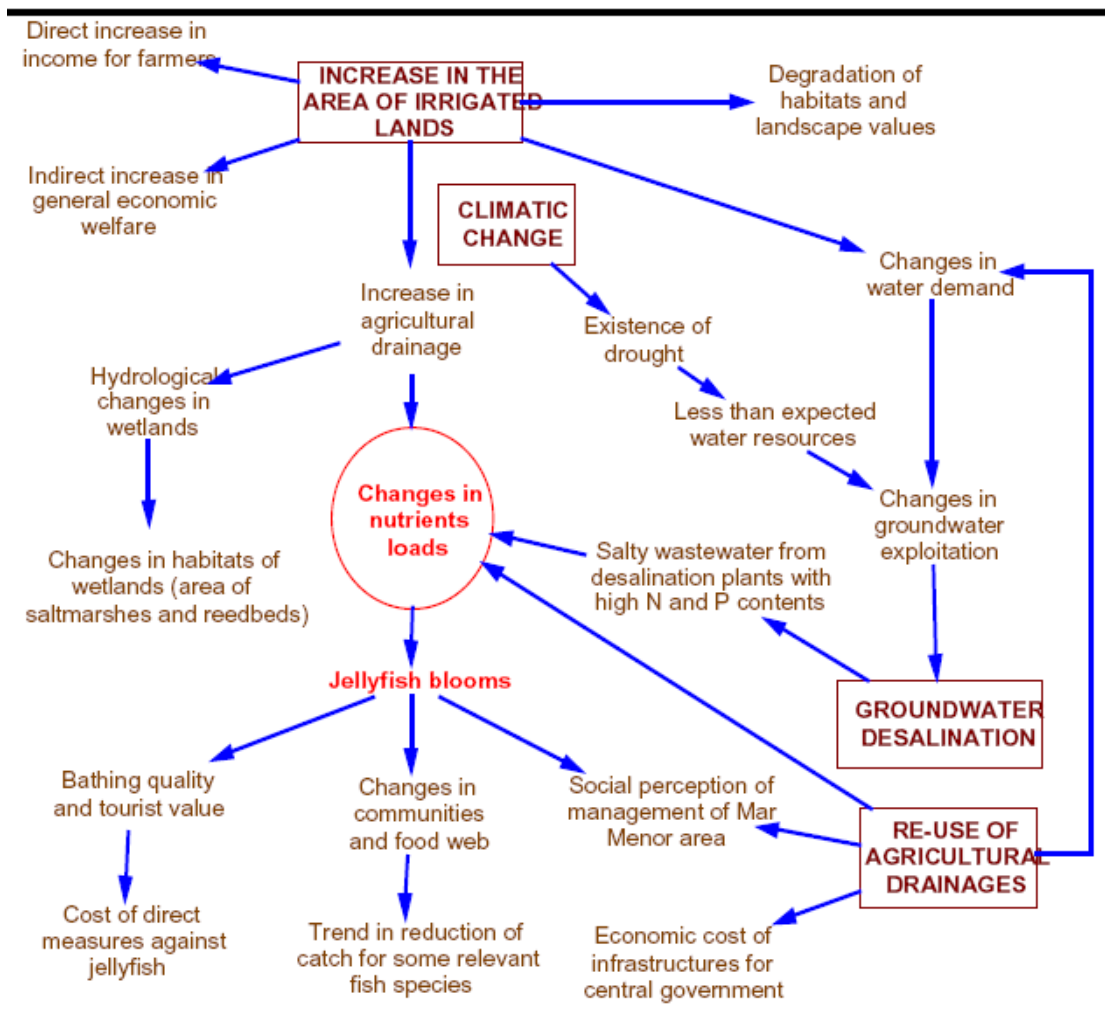 Direct increase in
income for farmers
INCREASE IN THE
AREA OF IRRIGATED
LANDS
Degradation of
habitats and
landscape values
Indirect increase in
general economic
welfare
CLIMATIC
CHANGE
Changes in
water demand
Increase in
agricultural
drainage
Existence of
drought
Hydrological
changes in
wetlands
Less than expected
water resources
Changes in
nutrients
loads
Changes in
groundwater
exploitation
Changes in habitats of
wetlands (area of
saltmarshes and reedbeds)
Salty wastewater from
desalination plants with
high N and P contents
Jellyfish blooms
GROUNDWATER
DESALINATION
Bathing quality
and tourist value
Changes in
communities
and food web
Social perception of
management of Mar
Menor area
RE-USE OF
AGRICULTURAL
DRAINAGES
Cost of direct
measures against
jellyfish
Trend in reduction of
catch for some relevant
fish species
Economic cost of
infrastructures for
central government